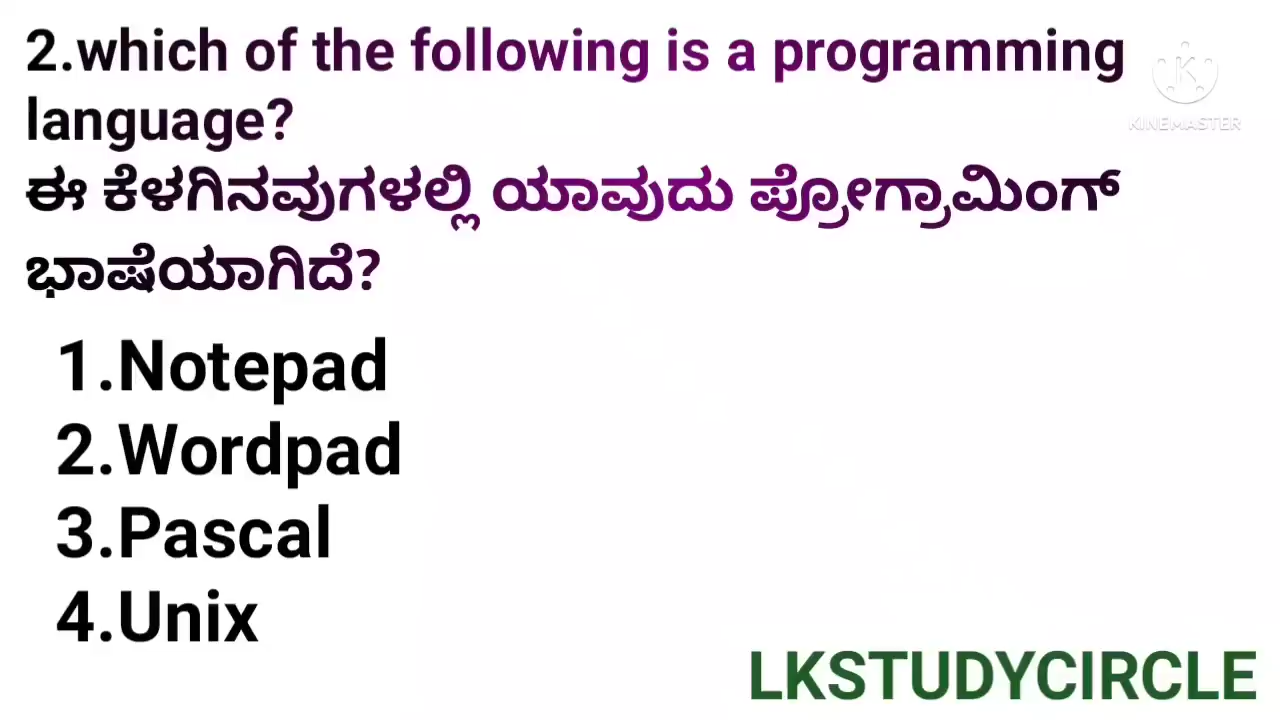 2.which of the following is a programming
KINEMASTER
language?
ಈ ಕೆಳಗಿನವುಗಳಲ್ಲಿ ಯಾವುದು ಪ್ರೋಗ್ರಾಮಿಂಗ್
ಭಾಷೆಯಾಗಿದೆ?
1.Notepad
2.Wordpad
3.Pascal
4.Unix
LKSTUDYCIRCLE